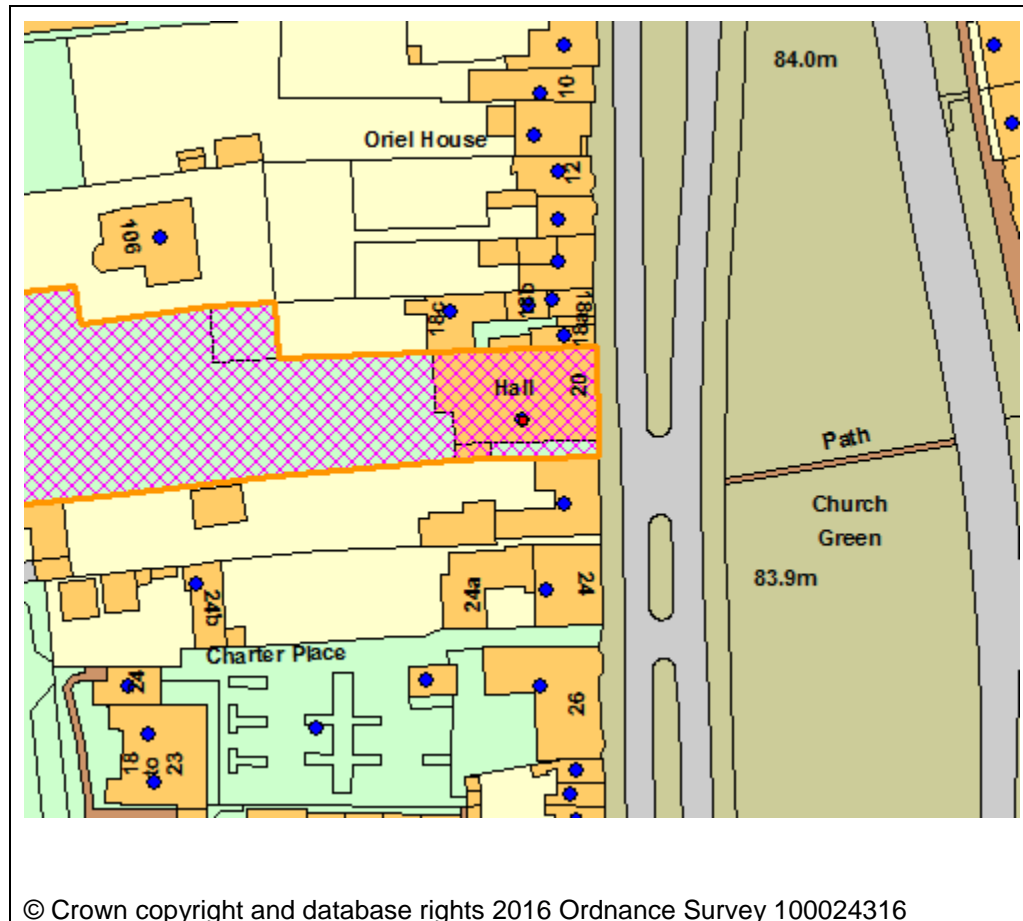 84.0m
10
Oriel House
12
106
18c
18b
18a
18
Hall
20
Path
Church
Green
83.9m
24a
24
24b
Charter Place
24
26
18
to
23
© Crown copyright and database rights 2016 Ordnance Survey 100024316